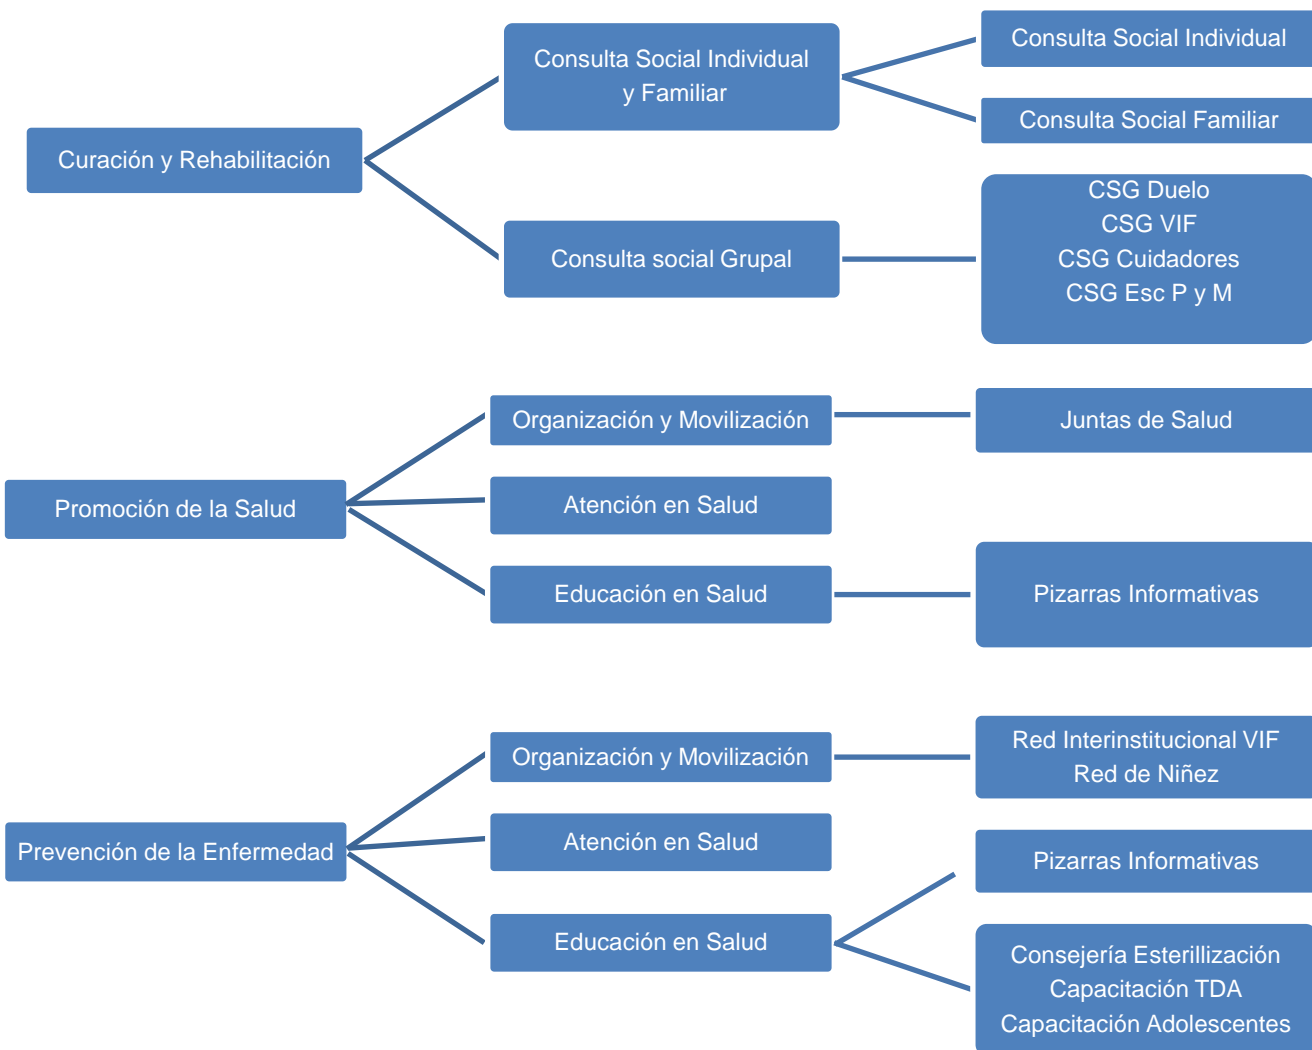 Curación y Rehabilitación
Consulta Social Individual
y Familiar
Consulta Social Individual
Consulta Social Familiar
Consulta social Grupal
CSG Duelo
CSG VIF
CSG Cuidadores
CSG Esc P y M
Promoción de la Salud
Organización y Movilización
Juntas de Salud
Atención en Salud
Educación en Salud
Pizarras Informativas
Prevención de la Enfermedad
Organización y Movilización
Red Interinstitucional VIF
Red de Niñez
Atención en Salud
Educación en Salud
Pizarras Informativas
Consejería Esterillización
Capacitación TDA
Capacitación Adolescentes